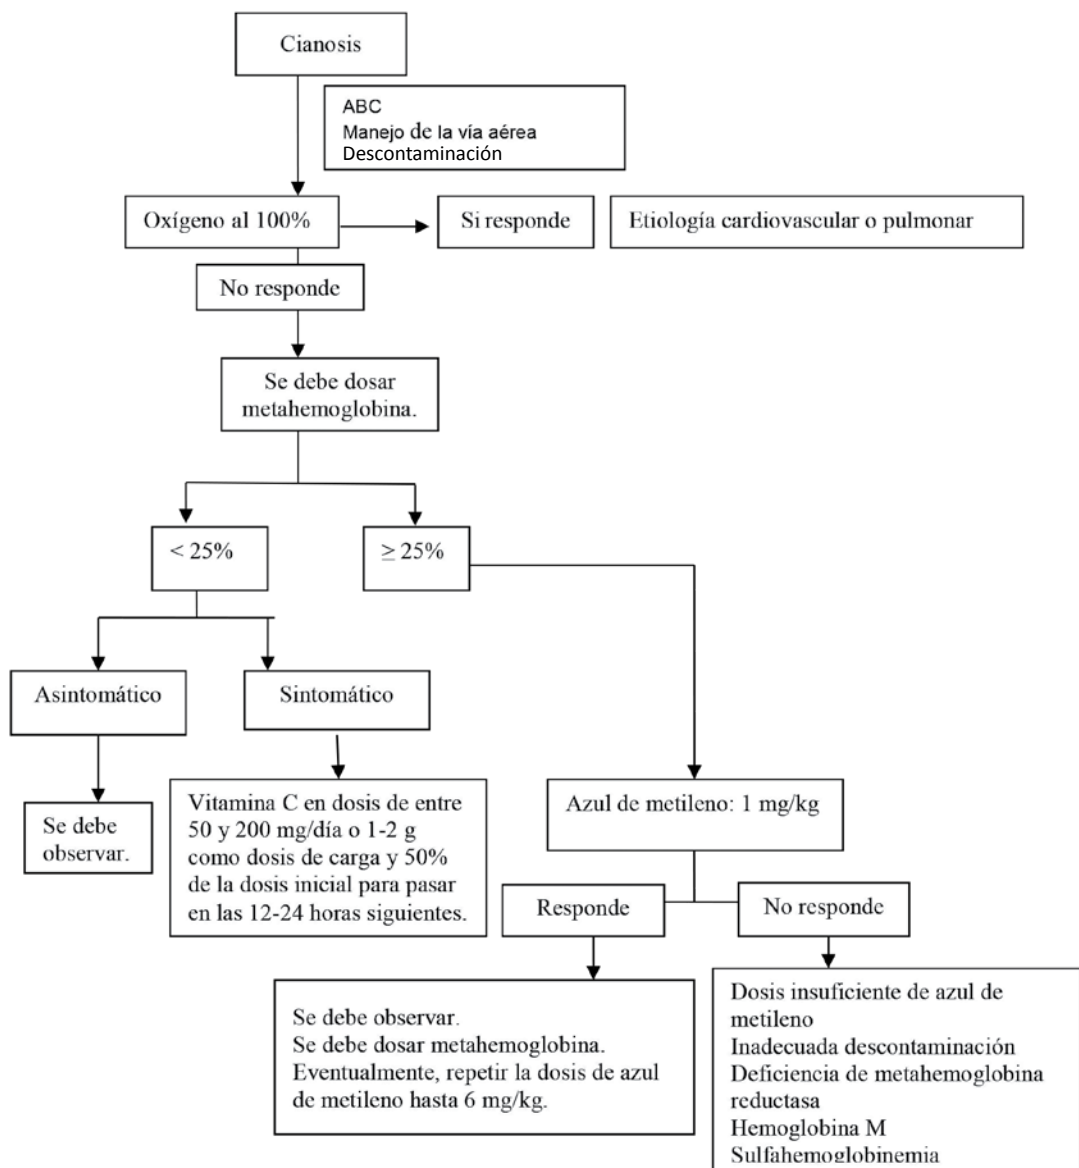 Cianosis
ABC
Manejo de la vía aérea
Descontaminación
Oxígeno al 100%
Si responde
Etiología cardiovascular o pulmonar
No responde
Se debe dosar
metahemoglobina.
< 25%
≥ 25%
Asintomático
Sintomático
Se debe
observar.
Vitamina C en dosis de entre
50 y 200 mg/día o 1-2 g
como dosis de carga y 50%
de la dosis inicial para pasar
en las 12-24 horas siguientes.
Azul de metileno: 1 mg/kg
Responde
No responde
Se debe observar.
Se debe dosar metahemoglobina.
Eventualmente, repetir la dosis de azul
de metileno hasta 6 mg/kg.
Dosis insuficiente de azul de
metileno
Inadecuada descontaminación
Deficiencia de metahemoglobina
reductasa
Hemoglobina M
Sulfahemoglobinemia